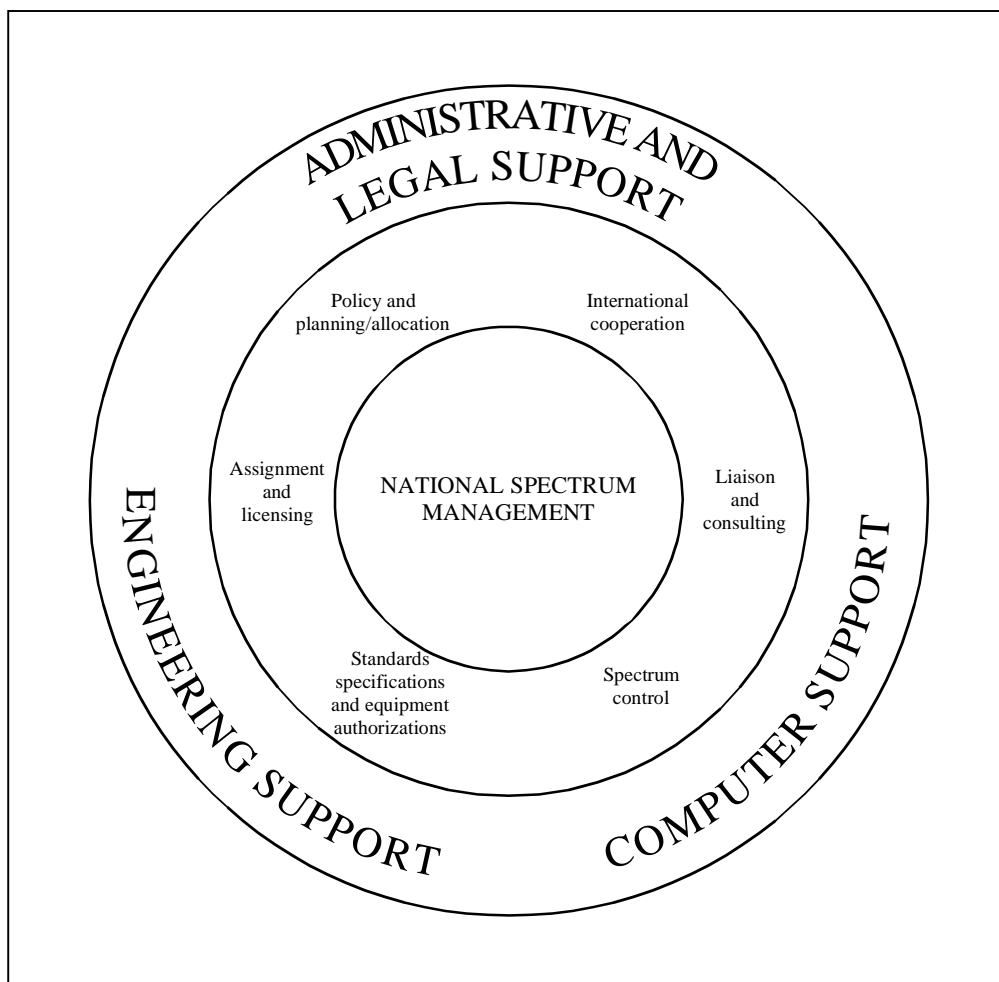 ADMINISTRATIVE AND
LEGAL SUPPORT
Policy and
planning/allocation
International
cooperation
Assignment
and
licensing
NATIONAL SPECTRUM
MANAGEMENT
Liaison
and
consulting
Standards
specifications
and equipment
authorizations
Spectrum
control
ENGINEERING SUPPORT
COMPUTER SUPPORT